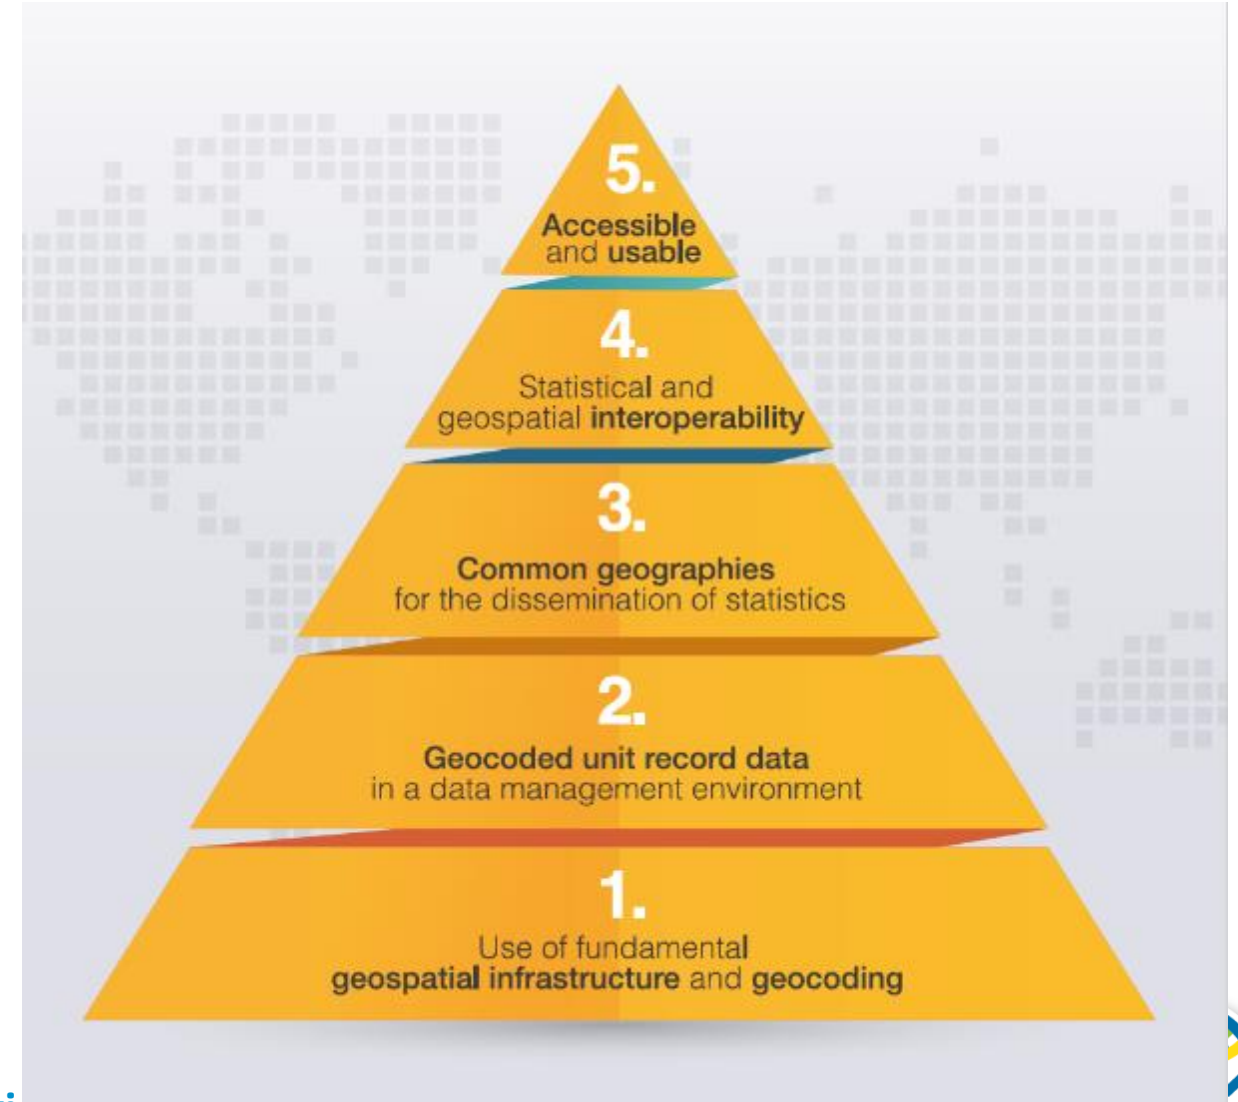 5.
Accessible
and usable
4.
Statistical and
geospatial interoperability
3.
Common geographies
for the dissemination of statistics
2.
Geocoded unit record data
in a data management environment
1.
Use of fundamental
geospatial infrastructure and geocoding